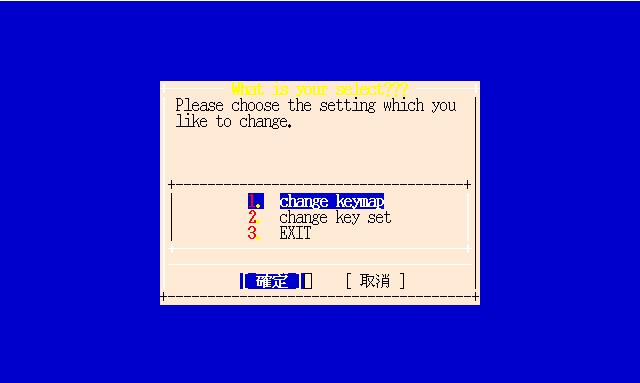 What is your select???
Please choose the setting which you
like to change.
1. change keymap
2. change key set
3. EXIT
[ 確定 ] [ 取消 ]